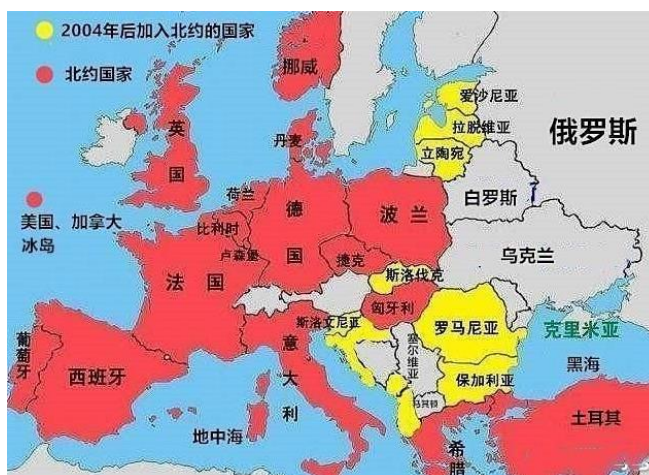 2004年后加入北约的国家
北约国家
挪威
爱沙尼亚
拉脱维亚
立陶宛
俄罗斯
英国
丹麦
美国、加拿大
冰岛
荷兰
比利时
卢森堡
德国
波兰
白罗斯
乌克兰
捷克
斯洛伐克
法国
匈牙利
斯洛文尼亚
罗马尼亚
塞尔维亚
克里米亚
黑海
葡萄牙
西班牙
意大利
保加利亚
马其顿
地中海
希腊
土耳其